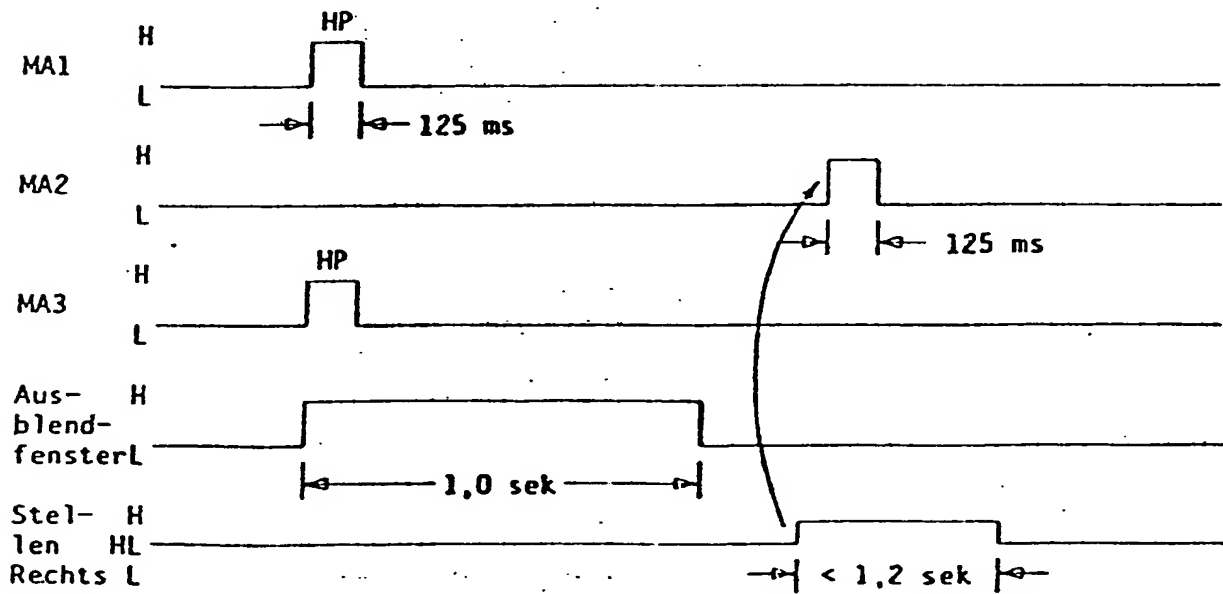 HP
H
MA1
L
125 ms
H
MA2
L
125 ms
HP
H
MA3
L
Aus- H
blend-
fenster L
1,0 sek
Stel- H
len HL
Rechts L
< 1,2 sek